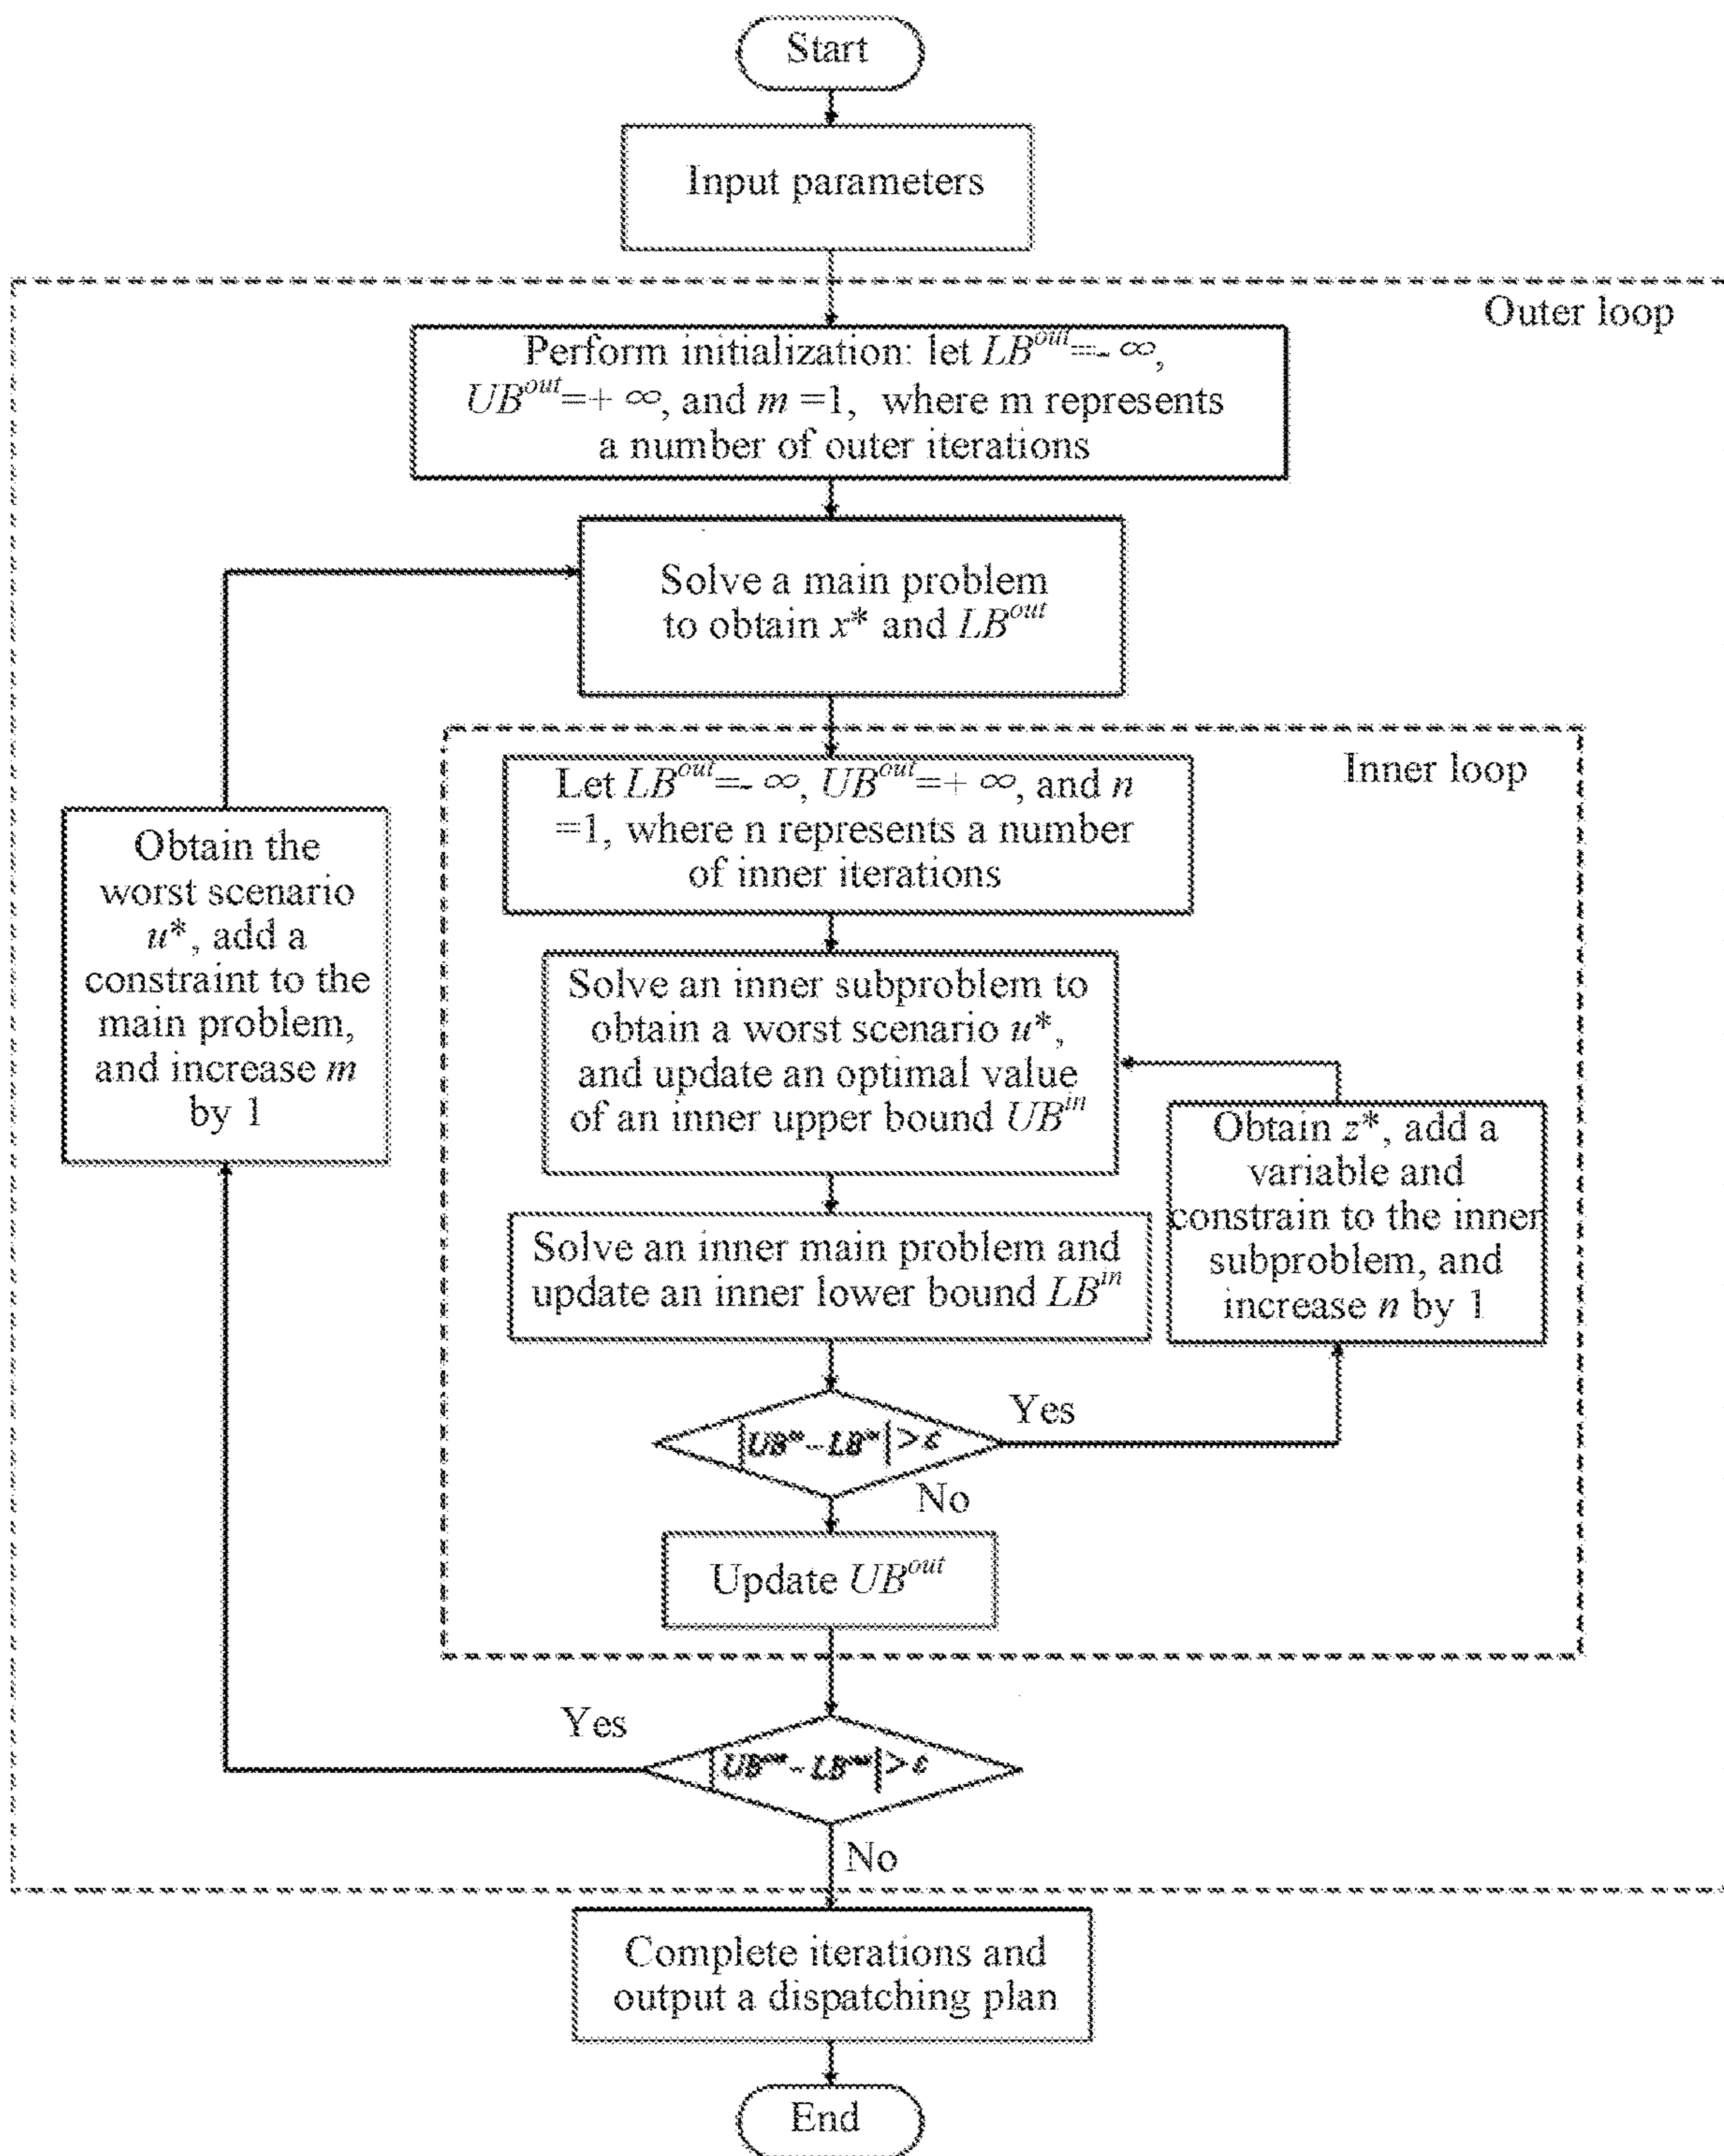 Start
Input parameters
Outer loop
Perform initialization: let LB^out=- ∞,
UB^out=+ ∞, and m =1, where m represents
a number of outer iterations
Solve a main problem
to obtain x* and LB^out
Inner loop
Let LB^out=- ∞, UB^out=+ ∞, and n
=1, where n represents a number
of inner iterations
Obtain the
worst scenario
u*, add a
constraint to the
main problem,
and increase m
by 1
Solve an inner subproblem to
obtain a worst scenario u*,
and update an optimal value
of an inner upper bound UB^in
Obtain z*, add a
variable and
constrain to the inner
subproblem, and
increase n by 1
Solve an inner main problem and
update an inner lower bound LB^in
Yes
|UB - LB| > ε
No
Update UB^out
Yes
|UB - LB| > ε
No
Complete iterations and
output a dispatching plan
End